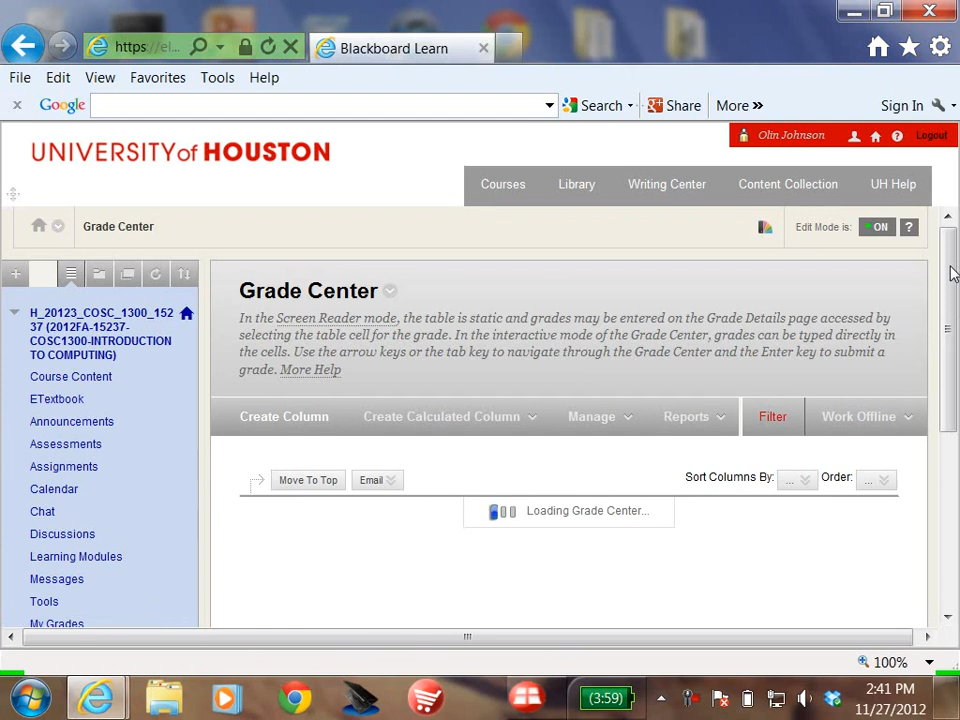 https://el...
Blackboard Learn
File Edit View Favorites Tools Help
Google Search Share More » Sign In
Olin Johnson Logout
UNIVERSITY of HOUSTON
Courses Library Writing Center Content Collection UH Help
Grade Center Edit Mode is: ON ?
H_20123_COSC_1300_152
37 (2012FA-15237-
COSC1300-INTRODUCTION
TO COMPUTING)
Course Content
ETextbook
Announcements
Assessments
Assignments
Calendar
Chat
Discussions
Learning Modules
Messages
Tools
My Grades
Grade Center
In the Screen Reader mode, the table is static and grades may be entered on the Grade Details page accessed by
selecting the table cell for the grade. In the interactive mode of the Grade Center, grades can be typed directly in
the cells. Use the arrow keys or the tab key to navigate through the Grade Center and the Enter key to submit a
grade. More Help
Create Column Create Calculated Column Manage Reports Filter Work Offline
Move To Top Email Sort Columns By: ... Order: ...
Loading Grade Center...
100%
(3:59)
2:41 PM
11/27/2012